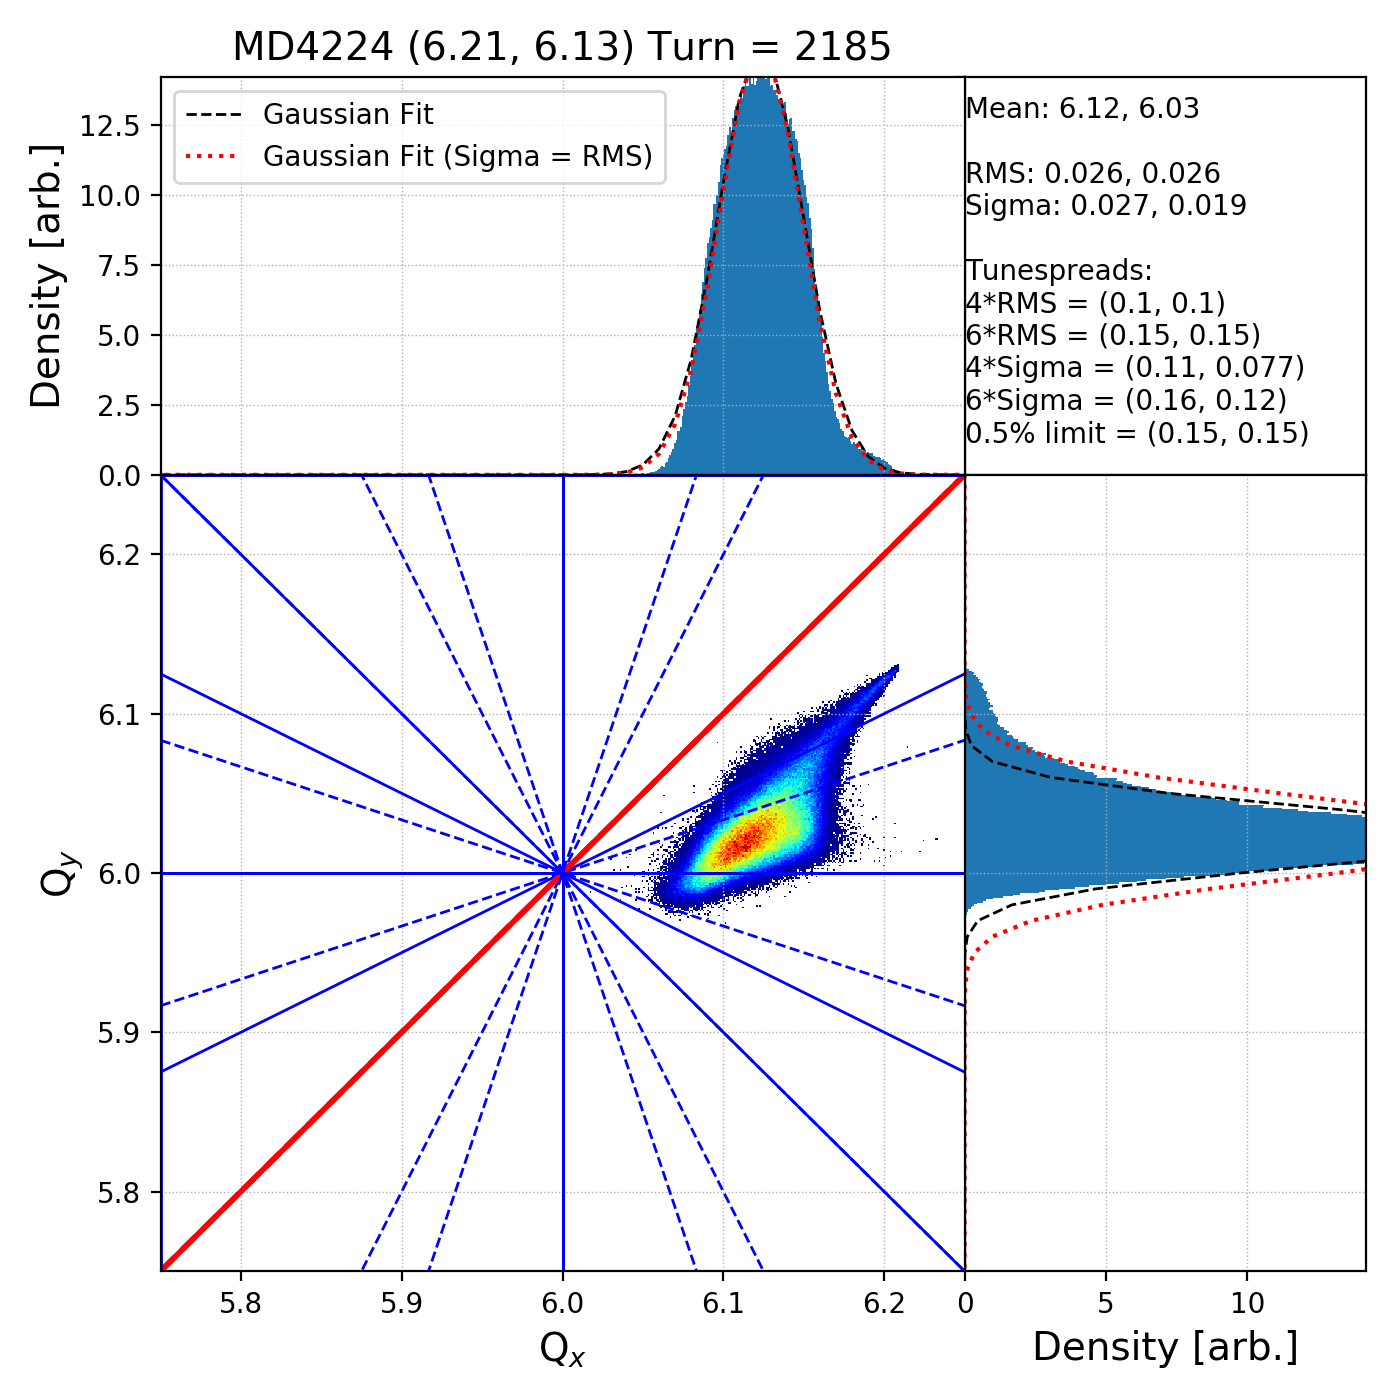 MD4224 (6.21, 6.13) Turn = 2185
Gaussian Fit
Gaussian Fit (Sigma = RMS)
Density [arb.]
12.5
10.0
7.5
5.0
2.5
0.0
Mean: 6.12, 6.03
RMS: 0.026, 0.026
Sigma: 0.027, 0.019
Tunespreads:
4*RMS = (0.1, 0.1)
6*RMS = (0.15, 0.15)
4*Sigma = (0.11, 0.077)
6*Sigma = (0.16, 0.12)
0.5% limit = (0.15, 0.15)
Qy
6.2
6.1
6.0
5.9
5.8
5.8 5.9 6.0 6.1 6.2
Qx
0 5 10
Density [arb.]